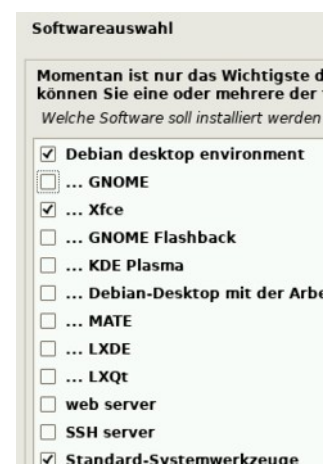 Softwareauswahl
Momentan ist nur das Wichtigste
können Sie eine oder mehrere der
Welche Software soll installiert werden
Debian desktop environment
... GNOME
... Xfce
... GNOME Flashback
... KDE Plasma
... Debian-Desktop mit der
... MATE
... LXDE
... LXQt
web server
SSH server
Standard-Systemwerkzeuge